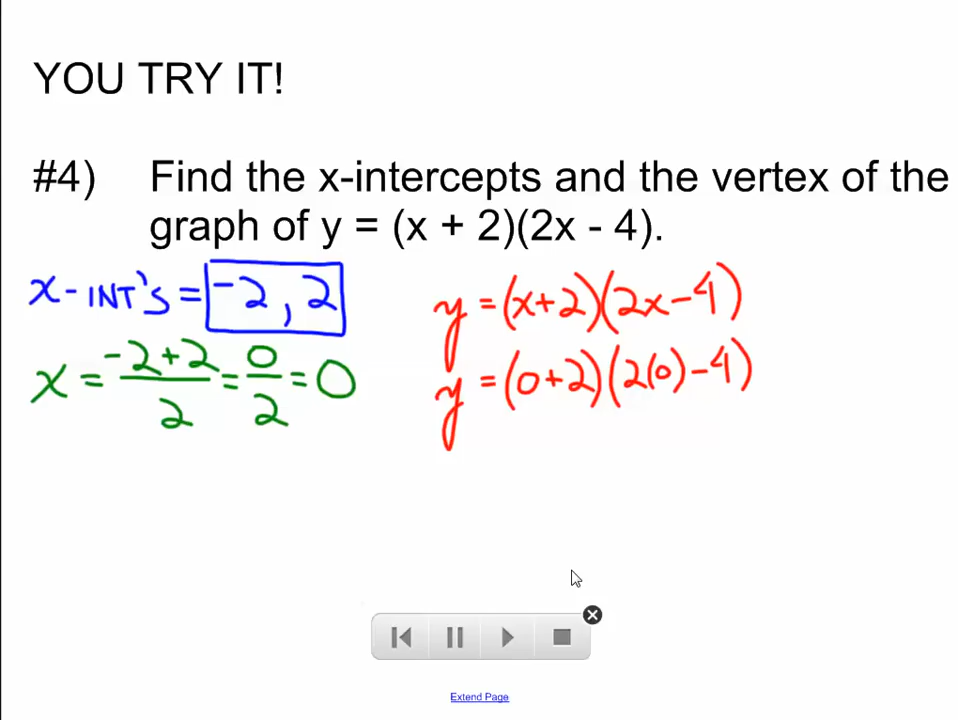 YOU TRY IT!
#4) Find the x-intercepts and the vertex of the
graph of y = (x + 2)(2x - 4).
x-INT'S = -2, 2
x = -2+2/2 = 0/2 = 0
y = (x+2)(2x-4)
y = (0+2)(2(0)-4)
Extend Page